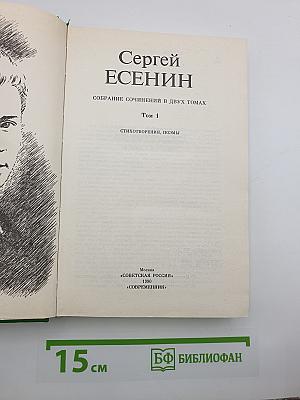 Сергей
ЕСЕНИН
СОБРАНИЕ СОЧИНЕНИЙ В ДВУХ ТОМАХ
Том 1
СТИХОТВОРЕНИЯ, ПОЭМЫ
Москва
«СОВЕТСКАЯ РОССИЯ»
1990
«СОВРЕМЕННИК»
15 см
БФ БИБЛИОФАН